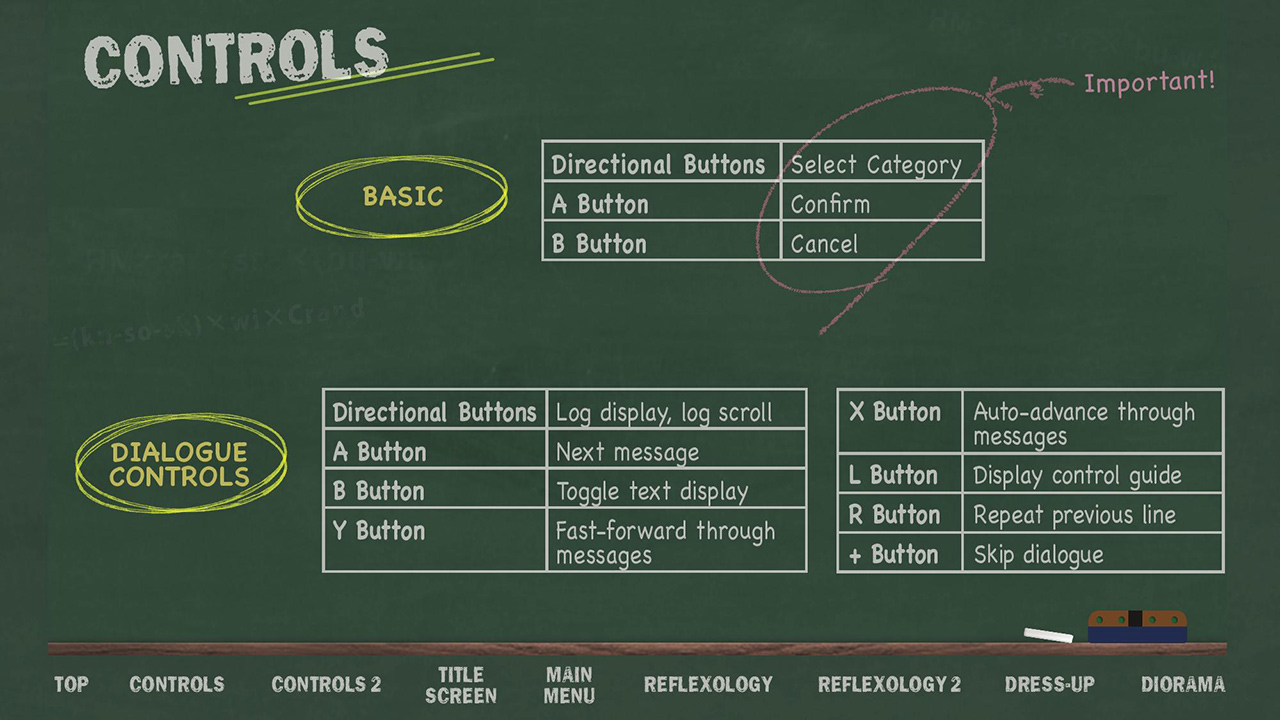 CONTROLS
Important!
BASIC
Directional Buttons Select Category
A Button Confirm
B Button Cancel
DIALOGUE
CONTROLS
Directional Buttons Log display, log scroll
A Button Next message
B Button Toggle text display
Y Button Fast-forward through
messages
X Button Auto-advance through
messages
L Button Display control guide
R Button Repeat previous line
+ Button Skip dialogue
TOP
CONTROLS
CONTROLS 2
TITLE
SCREEN
MAIN
MENU
REFLEXOLOGY
REFLEXOLOGY 2
DRESS-UP
DIORAMA